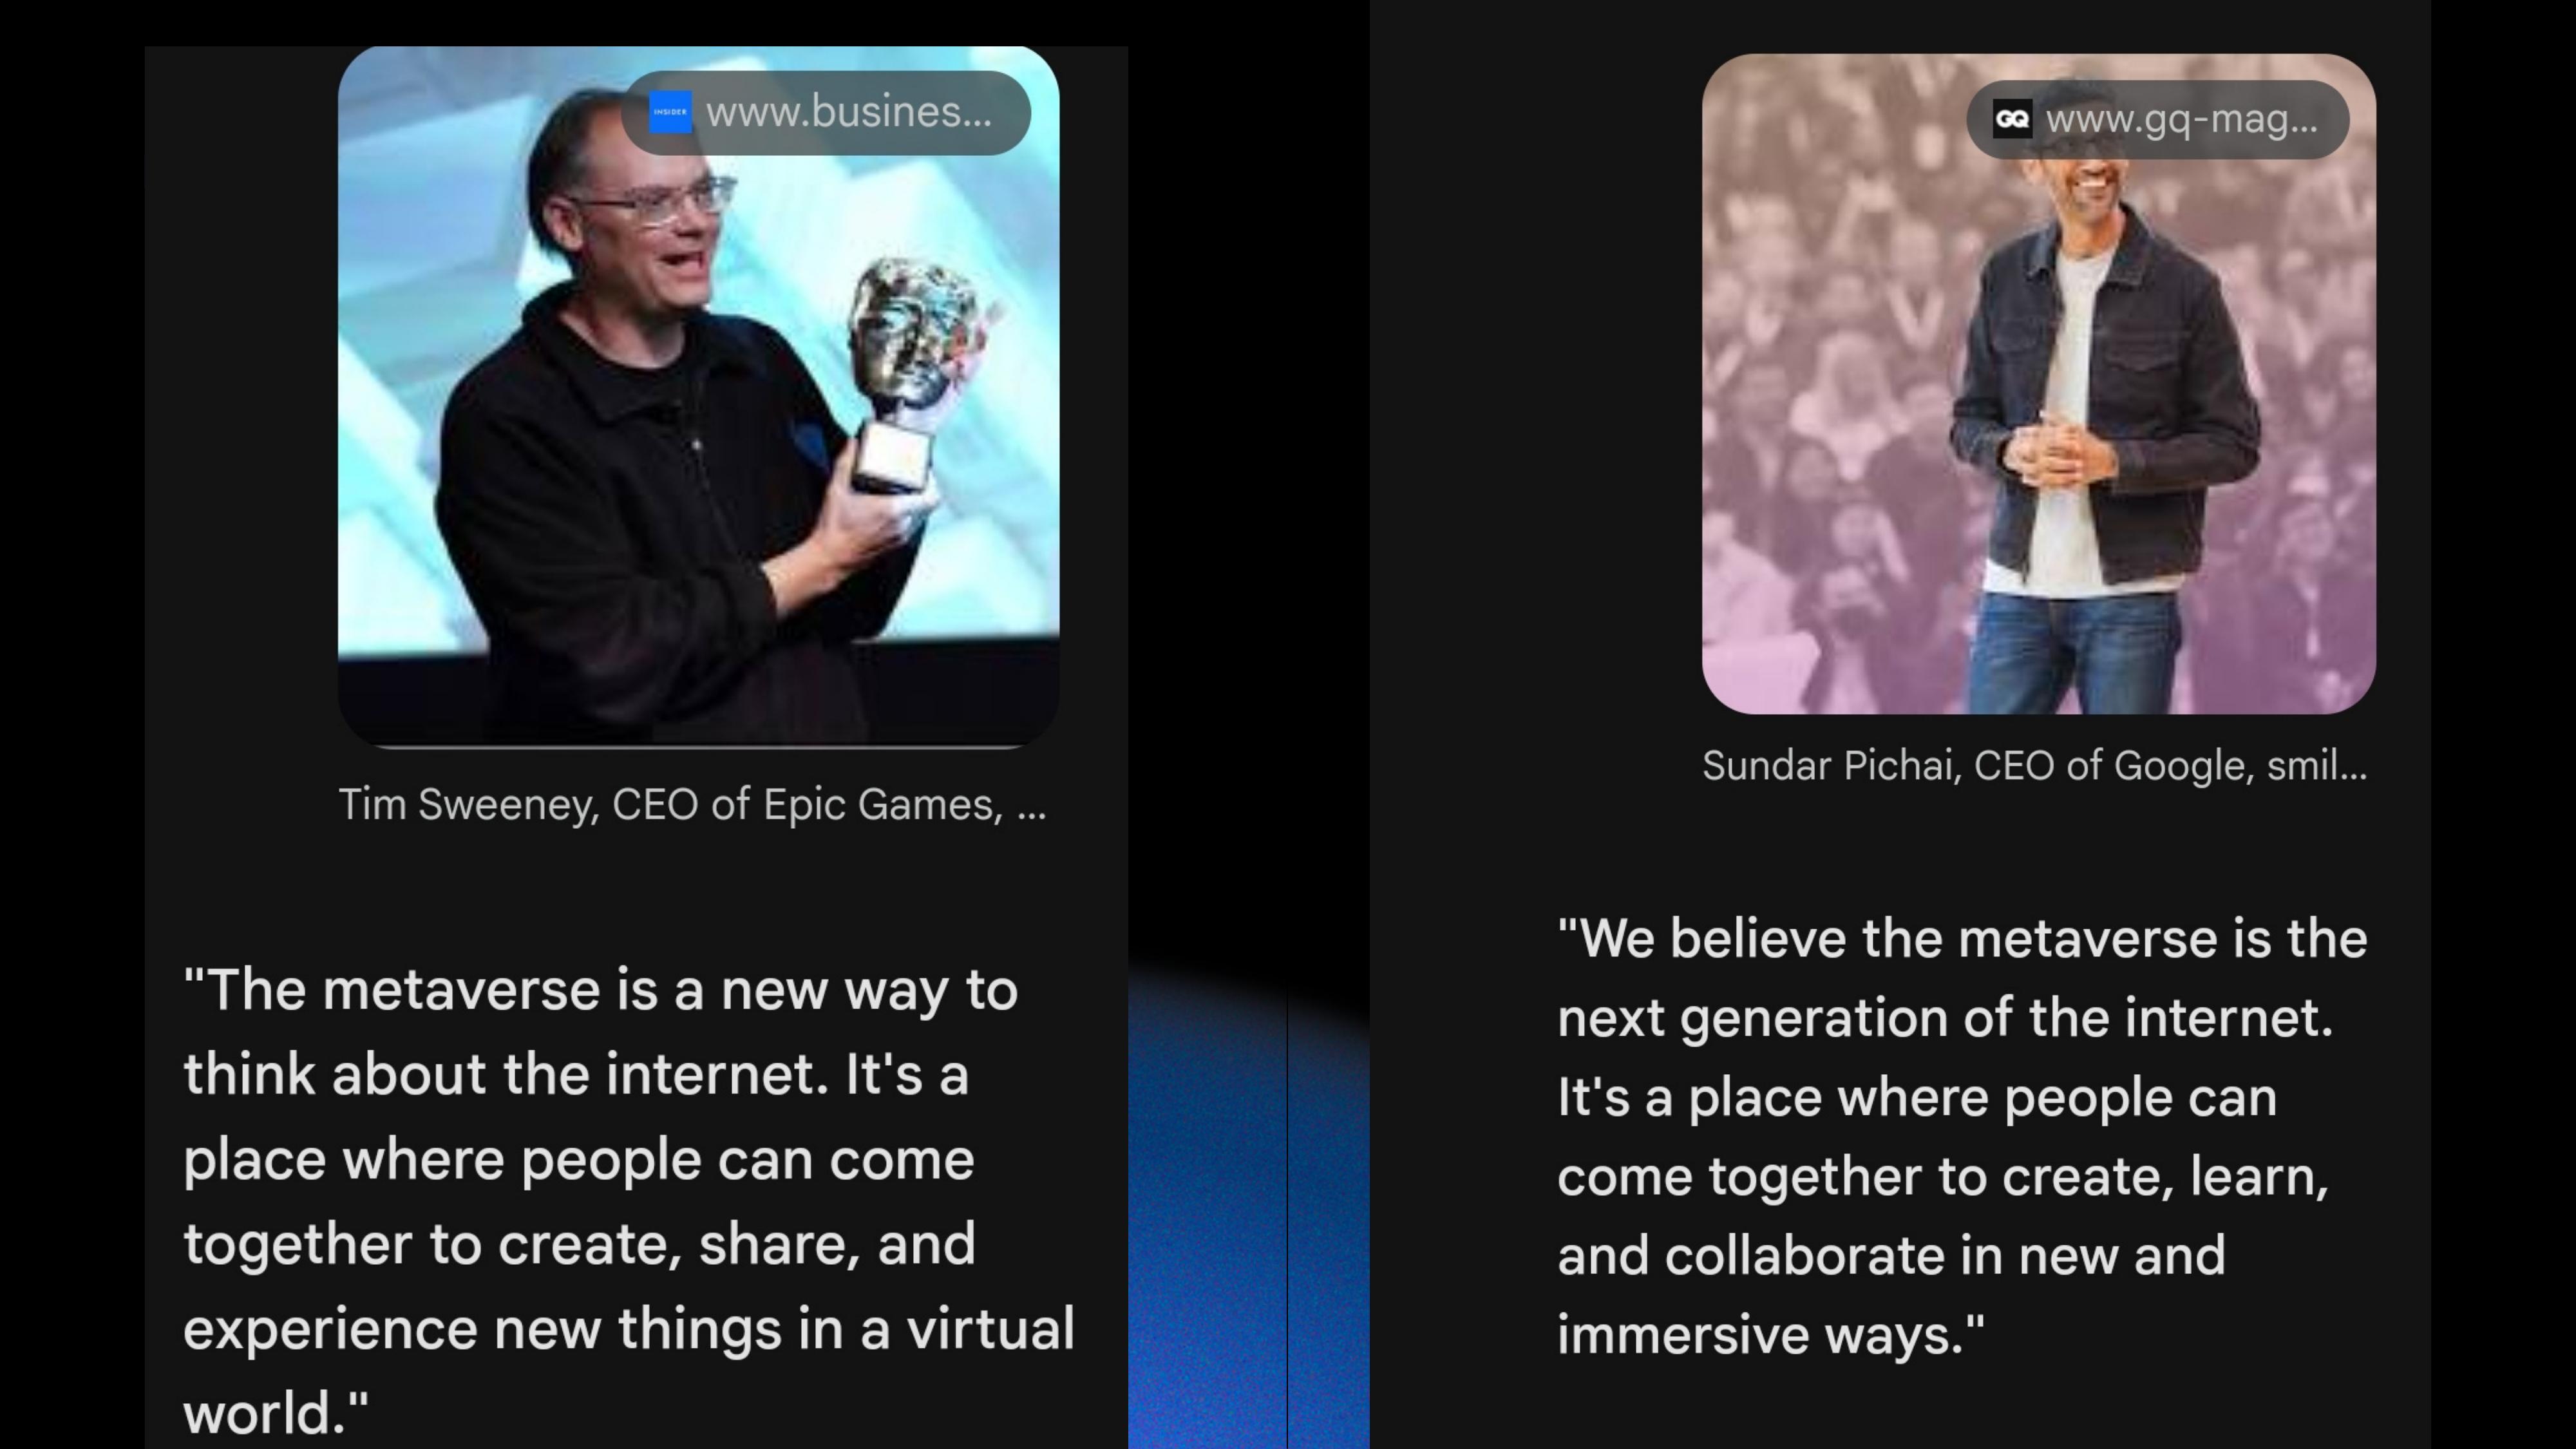 INSIDER www.busines...
Tim Sweeney, CEO of Epic Games, ...
"The metaverse is a new way to
think about the internet. It's a
place where people can come
together to create, share, and
experience new things in a virtual
world."
GQ www.gq-mag...
Sundar Pichai, CEO of Google, smil...
"We believe the metaverse is the
next generation of the internet.
It's a place where people can
come together to create, learn,
and collaborate in new and
immersive ways."